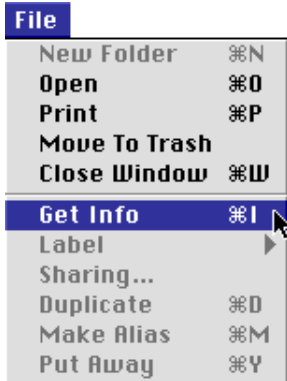 File
New Folder ⌘N
Open ⌘O
Print ⌘P
Move To Trash
Close Window ⌘W
Get Info ⌘I
Label
Sharing...
Duplicate ⌘D
Make Alias ⌘M
Put Away ⌘Y